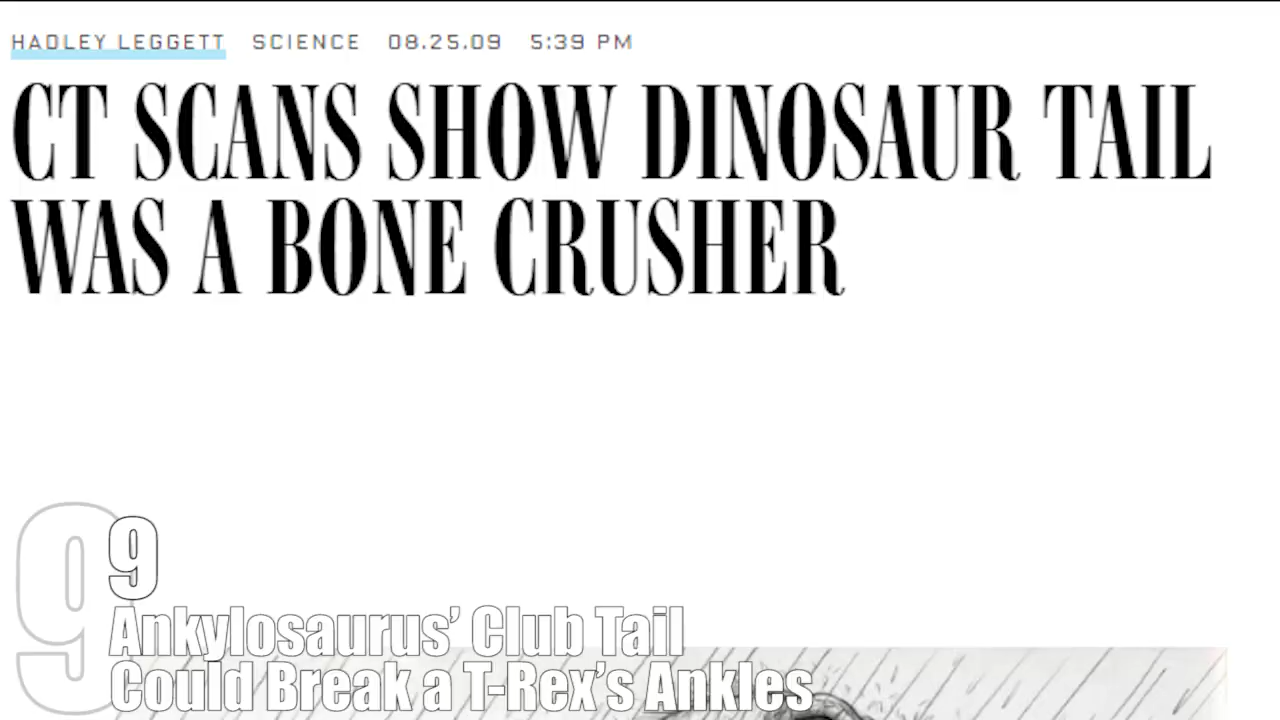 HADLEY LEGGETT SCIENCE 08.25.09 5:39 PM
CT SCANS SHOW DINOSAUR TAIL
WAS A BONE CRUSHER
9
9
Ankylosaurus’ Club Tail
Could Break a T-Rex’s Ankles